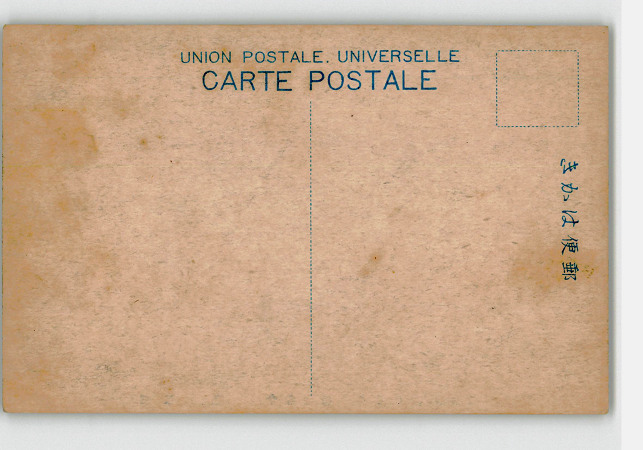 UNION POSTALE. UNIVERSELLE
CARTE POSTALE
きかは便郵